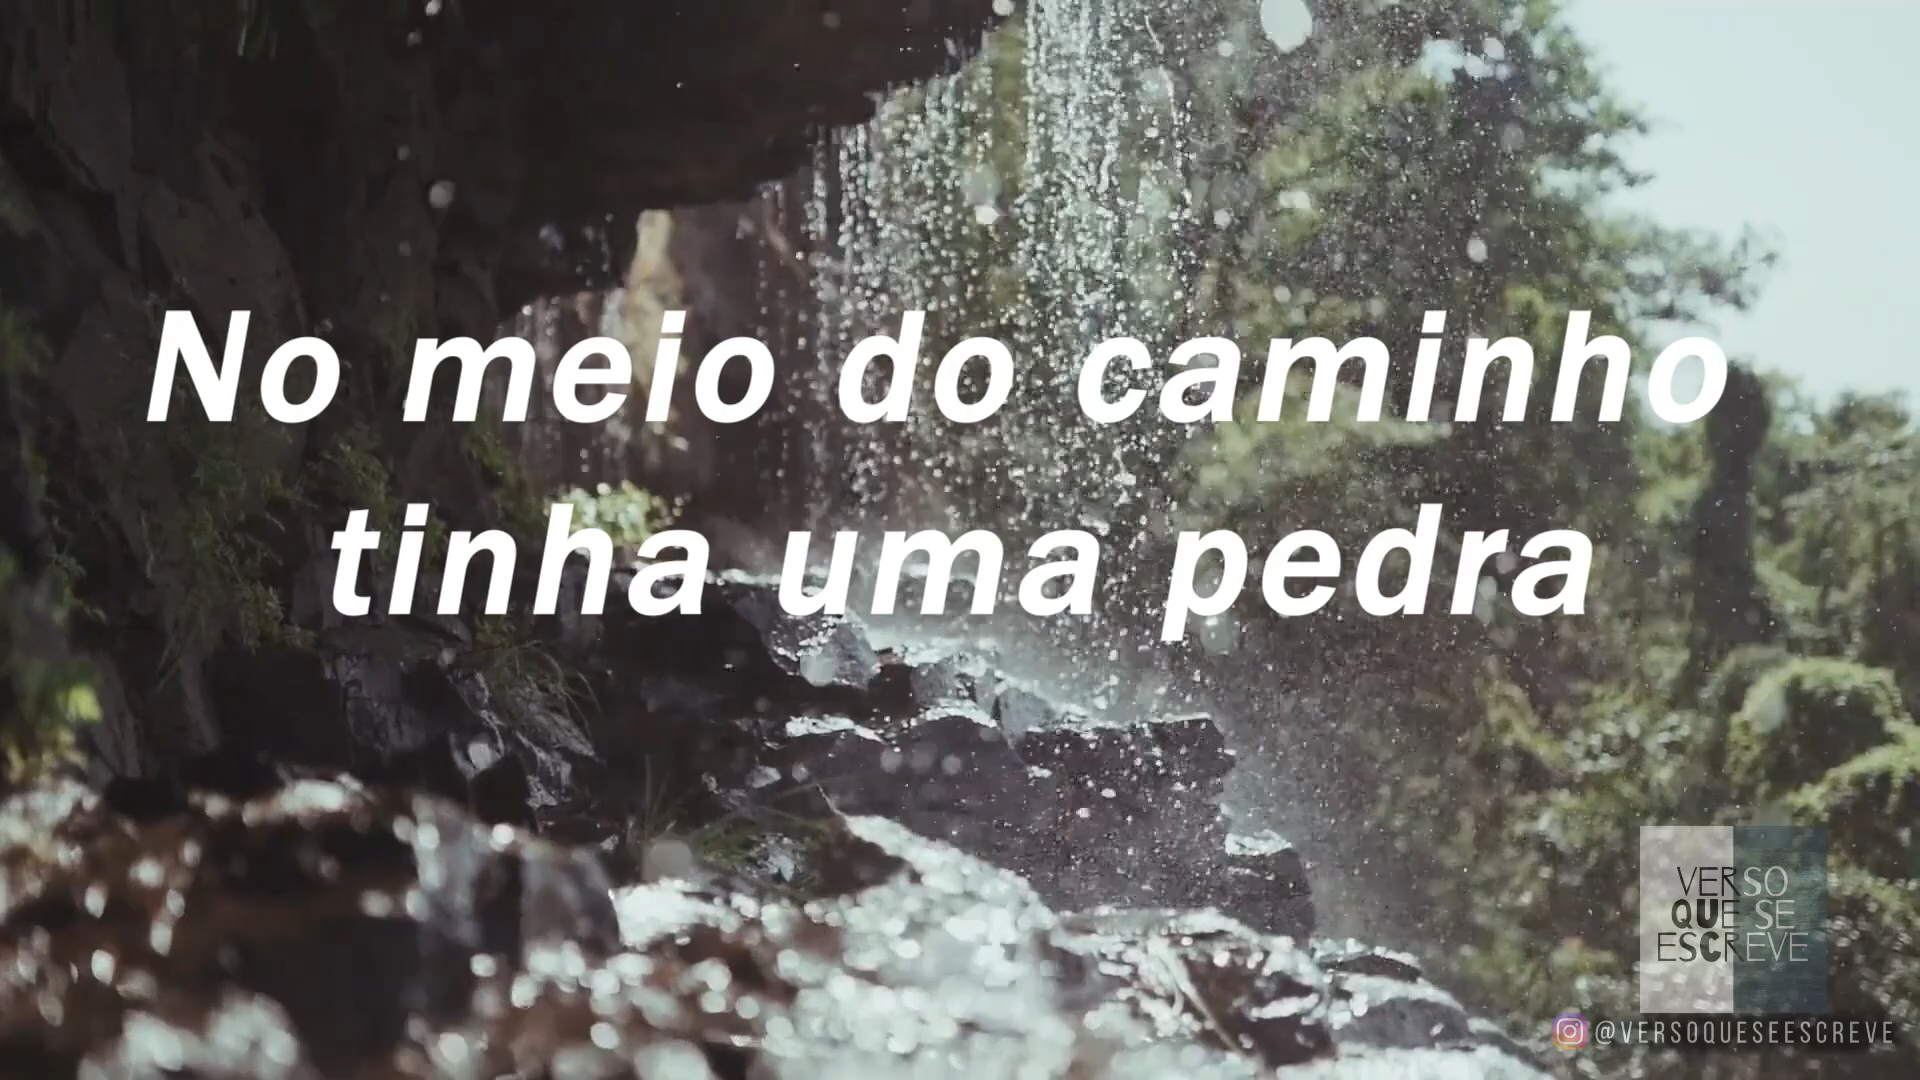 No meio do caminho
tinha uma pedra
VERSO
QUE SE
ESCREVE
@VERSOQUESEESCREVE